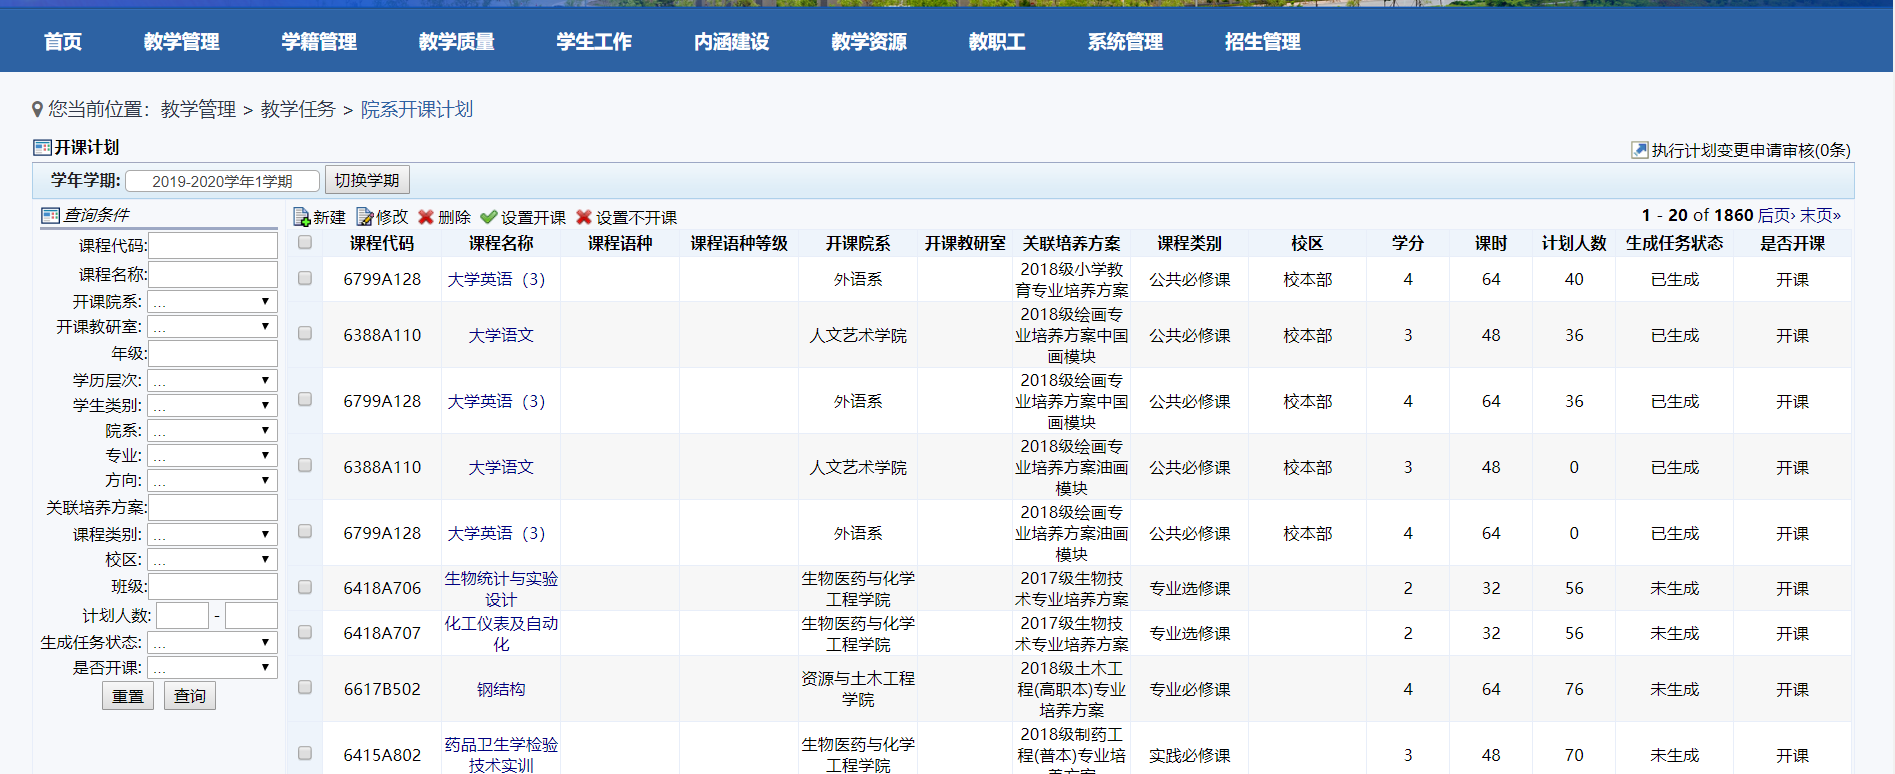 首页 教学管理 学籍管理 教学质量 学生工作 内涵建设 教学资源 教职工 系统管理 招生管理
您当前位置：教学管理 > 教学任务 > 院系开课计划
开课计划
执行计划变更申请审核(0条)
学年学期: 2019-2020学年1学期 切换学期
查询条件
课程代码:
课程名称:
开课院系: ...
开课教研室: ...
年级:
学历层次: ...
学生类别: ...
院系: ...
专业: ...
方向: ...
关联培养方案:
课程类别: ...
校区: ...
班级:
计划人数: -
生成任务状态: ...
是否开课: ...
重置 查询
新建 修改 删除 设置开课 设置不开课
1 - 20 of 1860 后页› 末页»
课程代码 课程名称 课程语种 课程语种等级 开课院系 开课教研室 关联培养方案 课程类别 校区 学分 课时 计划人数 生成任务状态 是否开课
2018级小学教
6799A128 大学英语（3） 外语系 公共必修课 校本部 4 64 40 已生成 开课
育专业培养方案
2018级绘画专
6388A110 大学语文 人文艺术学院 业培养方案中国 公共必修课 校本部 3 48 36 已生成 开课
画模块
2018级绘画专
6799A128 大学英语（3） 外语系 业培养方案中国 公共必修课 校本部 4 64 36 已生成 开课
画模块
2018级绘画专
6388A110 大学语文 人文艺术学院 业培养方案油画 公共必修课 校本部 3 48 0 已生成 开课
模块
2018级绘画专
6799A128 大学英语（3） 外语系 业培养方案油画 公共必修课 校本部 4 64 0 已生成 开课
模块
生物统计与实验 生物医药与化学 2017级生物技
6418A706 专业选修课 2 32 56 未生成 开课
设计 工程学院 术专业培养方案
化工仪表及自动 生物医药与化学 2017级生物技
6418A707 专业选修课 2 32 56 未生成 开课
化 工程学院 术专业培养方案
资源与土木工程 2018级土木工
6617B502 钢结构 程(高职本)专业 专业必修课 4 64 76 未生成 开课
学院 培养方案
药品卫生学检验 生物医药与化学 2018级制药工
6415A802 程(普本)专业培 实践必修课 3 48 70 未生成 开课
技术实训 工程学院